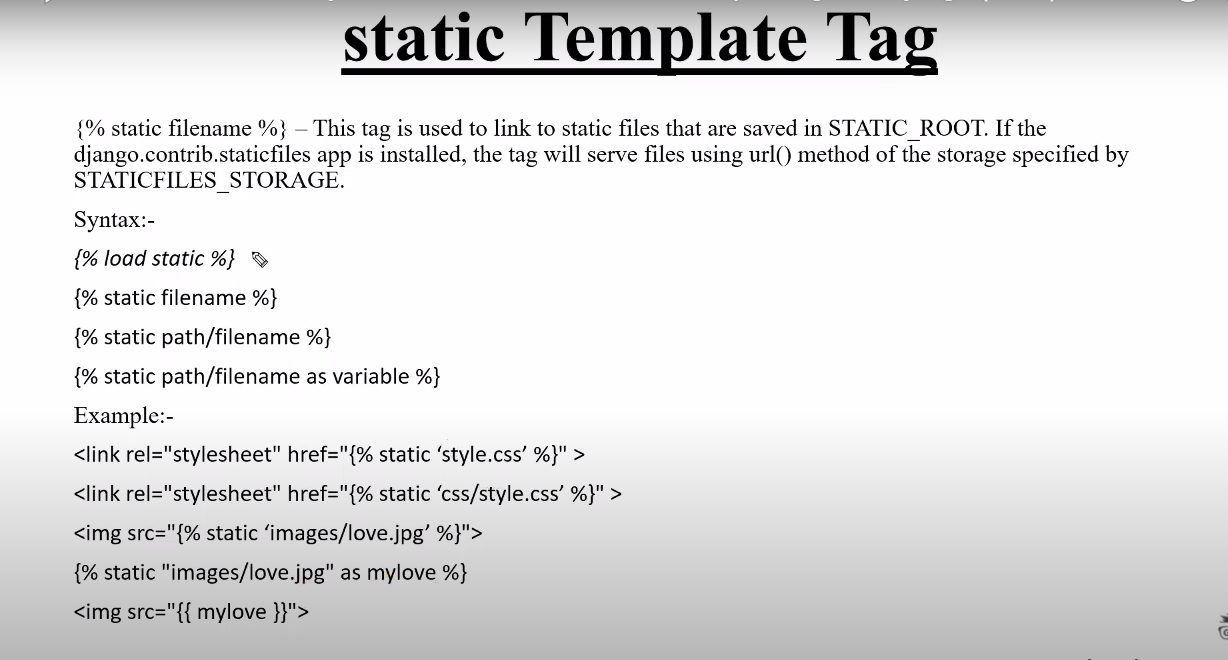 static Template Tag
{% static filename %} – This tag is used to link to static files that are saved in STATIC_ROOT. If the
django.contrib.staticfiles app is installed, the tag will serve files using url() method of the storage specified by
STATICFILES_STORAGE.
Syntax:-
{% load static %}
{% static filename %}
{% static path/filename %}
{% static path/filename as variable %}
Example:-
<link rel="stylesheet" href="{% static ‘style.css’ %}" >
<link rel="stylesheet" href="{% static ‘css/style.css’ %}" >
<img src="{% static ‘images/love.jpg’ %}">
{% static "images/love.jpg" as mylove %}
<img src="{{ mylove }}">